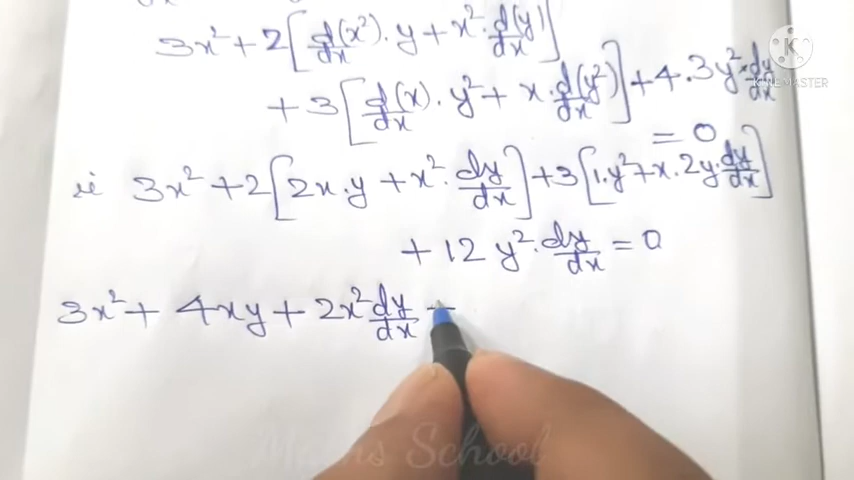 3x² + 2[d(x²)/dx · y + x² · d(y)/dx]
+ 3[d(x)/dx · y² + x · d(y²)/dx] + 4·3y² · dy/dx
= 0
ie 3x² + 2[2x·y + x² · dy/dx] + 3[1·y² + x·2y·dy/dx]
+ 12 y² · dy/dx = 0
3x² + 4xy + 2x² dy/dx +
K
KINEMASTER
Maths School